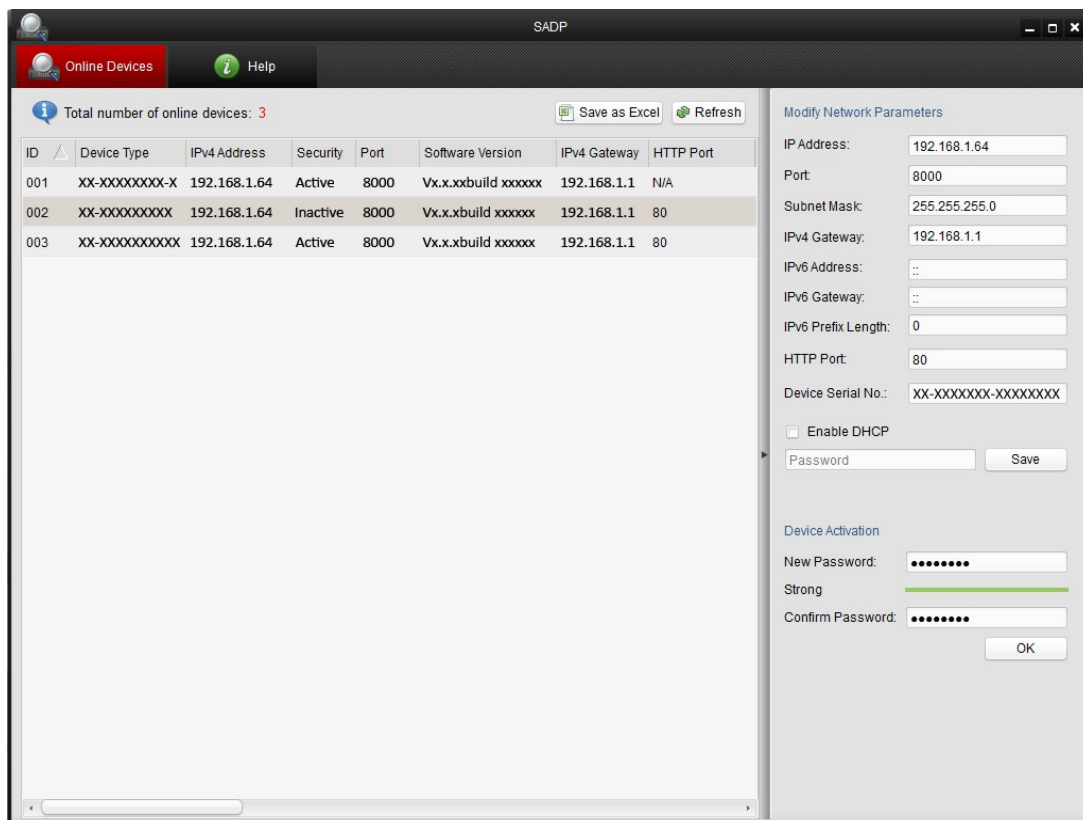 SADP
Online Devices
Help
Total number of online devices: 3
Save as Excel
Refresh
ID Device Type IPv4 Address Security Port Software Version IPv4 Gateway HTTP Port
001 XX-XXXXXXXX-X 192.168.1.64 Active 8000 Vx.x.xxbuild xxxxxx 192.168.1.1 N/A
002 XX-XXXXXXXXX 192.168.1.64 Inactive 8000 Vx.x.xbuild xxxxxx 192.168.1.1 80
003 XX-XXXXXXXXXX 192.168.1.64 Active 8000 Vx.x.xbuild xxxxxx 192.168.1.1 80
Modify Network Parameters
IP Address: 192.168.1.64
Port: 8000
Subnet Mask: 255.255.255.0
IPv4 Gateway: 192.168.1.1
IPv6 Address: ::
IPv6 Gateway: ::
IPv6 Prefix Length: 0
HTTP Port: 80
Device Serial No.: XX-XXXXXXX-XXXXXXXX
Enable DHCP
Password
Save
Device Activation
New Password: ●●●●●●●●
Strong
Confirm Password: ●●●●●●●●
OK